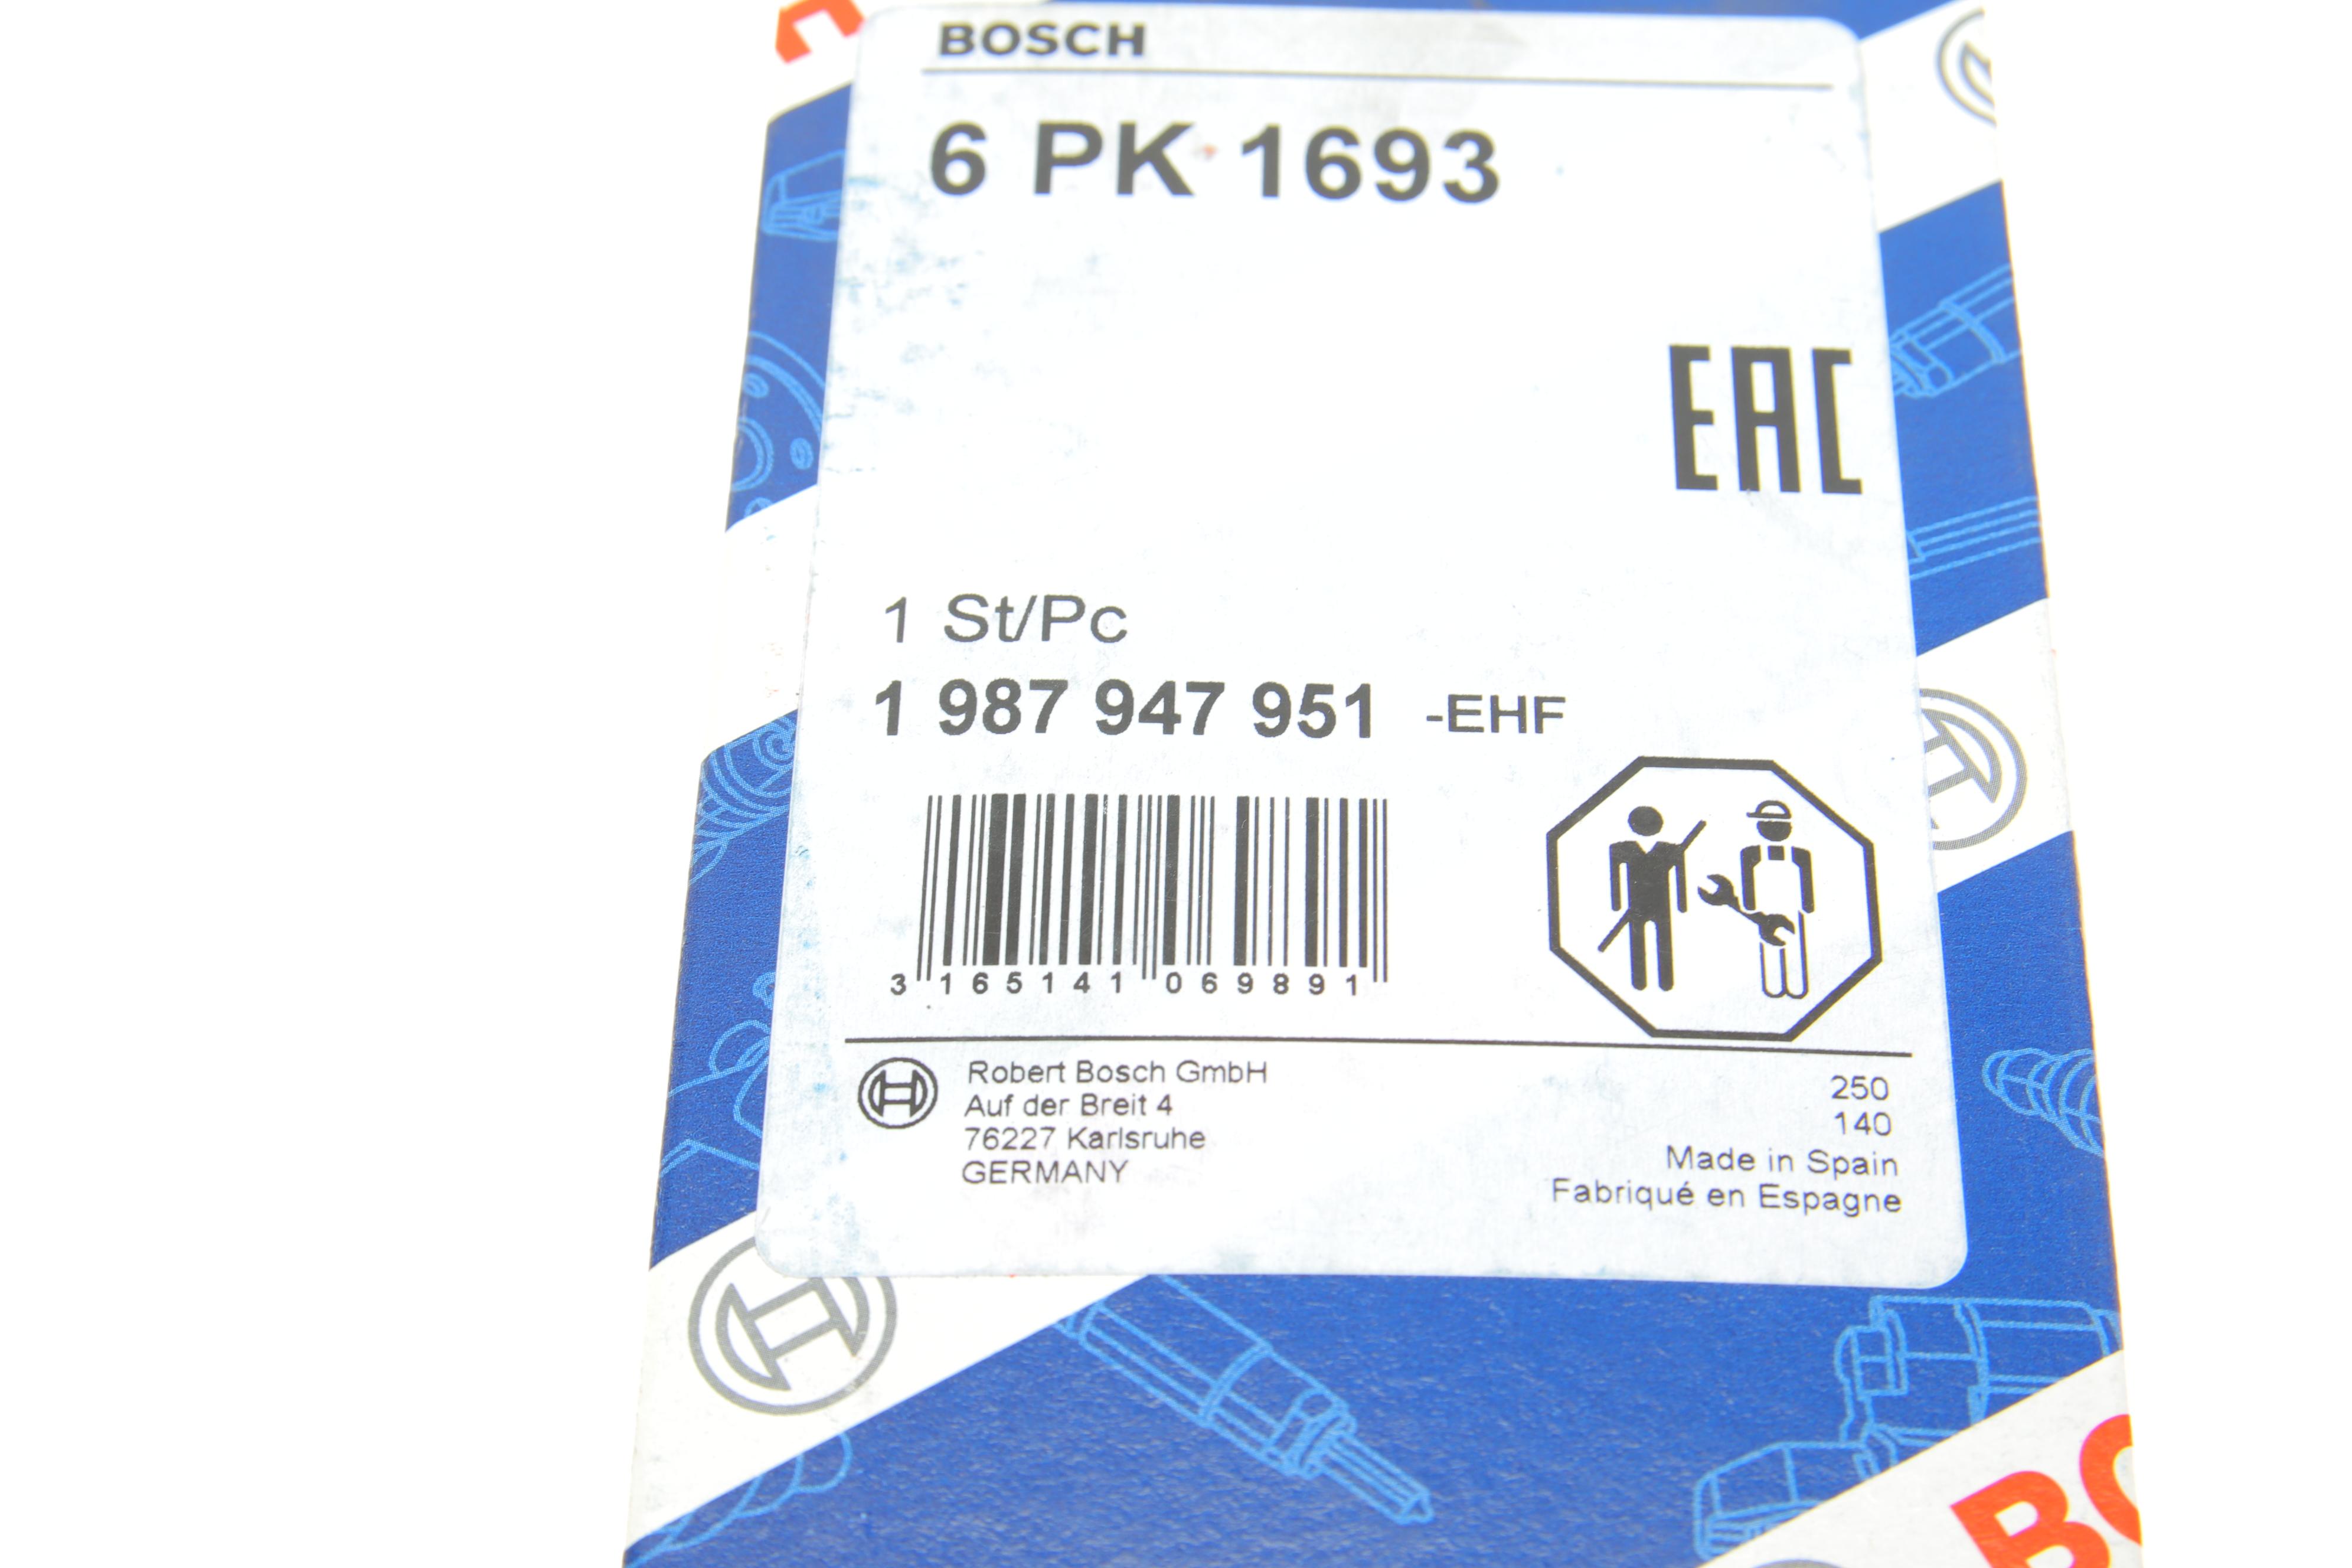 BOSCH
6 PK 1693
EAC
1 St/Pc
1 987 947 951 -EHF
3 165141 069891
Robert Bosch GmbH
Auf der Breit 4
76227 Karlsruhe
GERMANY
250
140
Made in Spain
Fabriqué en Espagne
BO